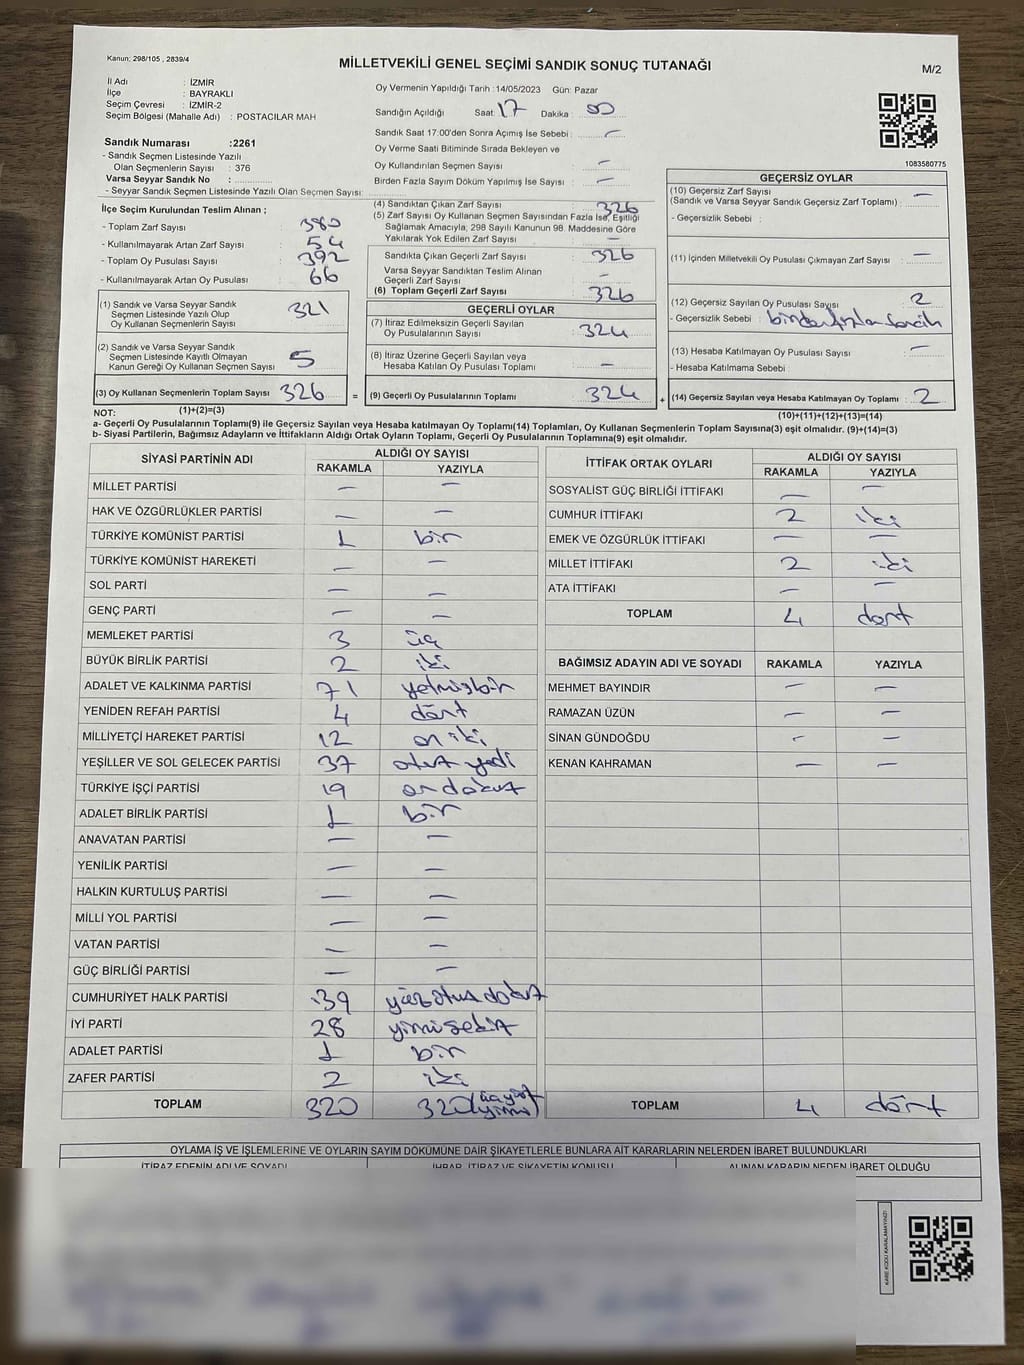 Kanun; 298/105 , 2839/4
MİLLETVEKİLİ GENEL SEÇİMİ SANDIK SONUÇ TUTANAĞI
M/2
İl Adı : İZMİR
İlçe : BAYRAKLI
Seçim Çevresi : İZMİR-2
Seçim Bölgesi (Mahalle Adı) : POSTACILAR MAH
Sandık Numarası :2261
- Sandık Seçmen Listesinde Yazılı
Olan Seçmenlerin Sayısı : 376
Varsa Seyyar Sandık No :
- Seyyar Sandık Seçmen Listesinde Yazılı Olan Seçmen Sayısı:
Oy Vermenin Yapıldığı Tarih :14/05/2023 Gün: Pazar
Sandığın Açıldığı Saat: 17 Dakika : 00
Sandık Saat 17:00'den Sonra Açımış İse Sebebi : –
Oy Verme Saati Bitiminde Sırada Bekleyen ve
Oy Kullandırılan Seçmen Sayısı : –
Birden Fazla Sayım Döküm Yapılmış İse Sayısı : –
1083580775
İlçe Seçim Kurulundan Teslim Alınan ;
- Toplam Zarf Sayısı : 380
- Kullanılmayarak Artan Zarf Sayısı : 54
- Toplam Oy Pusulası Sayısı : 392
- Kullanılmayarak Artan Oy Pusulası : 66
(4) Sandıktan Çıkan Zarf Sayısı : 326
(5) Zarf Sayısı Oy Kullanan Seçmen Sayısından Fazla İse, Eşitliği
Sağlamak Amacıyla, 298 Sayılı Kanunun 98. Maddesine Göre
Yakılarak Yok Edilen Zarf Sayısı : –
Sandıkta Çıkan Geçerli Zarf Sayısı : 326
Varsa Seyyar Sandıktan Teslim Alınan
Geçerli Zarf Sayısı : –
(6) Toplam Geçerli Zarf Sayısı : 326
GEÇERSİZ OYLAR
(10) Geçersiz Zarf Sayısı
(Sandık ve Varsa Seyyar Sandık Geçersiz Zarf Toplamı) : –
- Geçersizlik Sebebi :
(11) İçinden Milletvekili Oy Pusulası Çıkmayan Zarf Sayısı : –
(12) Geçersiz Sayılan Oy Pusulası Sayısı : 2
- Geçersizlik Sebebi :
(13) Hesaba Katılmayan Oy Pusulası Sayısı : –
- Hesaba Katılmama Sebebi :
(14) Geçersiz Sayılan veya Hesaba Katılmayan Oy Toplamı : 2
(10)+(11)+(12)+(13)=(14)
(1) Sandık ve Varsa Seyyar Sandık
Seçmen Listesinde Yazılı Olup
Oy Kullanan Seçmenlerin Sayısı : 321
(2) Sandık ve Varsa Seyyar Sandık
Seçmen Listesinde Kayıtlı Olmayan
Kanun Gereği Oy Kullanan Seçmen Sayısı : 5
(3) Oy Kullanan Seçmenlerin Toplam Sayısı : 326 =
(1)+(2)=(3)
GEÇERLİ OYLAR
(7) İtiraz Edilmeksizin Geçerli Sayılan
Oy Pusulalarının Sayısı : 324
(8) İtiraz Üzerine Geçerli Sayılan veya
Hesaba Katılan Oy Pusulası Toplamı : –
(9) Geçerli Oy Pusulalarının Toplamı : 324 +
NOT:
a- Geçerli Oy Pusulalarının Toplamı(9) ile Geçersiz Sayılan veya Hesaba katılmayan Oy Toplamı(14) Toplamları, Oy Kullanan Seçmenlerin Toplam Sayısına(3) eşit olmalıdır. (9)+(14)=(3)
b- Siyasi Partilerin, Bağımsız Adayların ve İttifakların Aldığı Ortak Oyların Toplamı, Geçerli Oy Pusulalarının Toplamına(9) eşit olmalıdır.
SİYASİ PARTİNİN ADI ALDIĞI OY SAYISI
RAKAMLA YAZIYLA
MİLLET PARTİSİ – –
HAK VE ÖZGÜRLÜKLER PARTİSİ – –
TÜRKİYE KOMÜNİST PARTİSİ 1 bir
TÜRKİYE KOMÜNİST HAREKETİ – –
SOL PARTİ – –
GENÇ PARTİ – –
MEMLEKET PARTİSİ 3 üç
BÜYÜK BİRLİK PARTİSİ 2 iki
ADALET VE KALKINMA PARTİSİ 71 yetmişbir
YENİDEN REFAH PARTİSİ 4 dört
MİLLİYETÇİ HAREKET PARTİSİ 12 on iki
YEŞİLLER VE SOL GELECEK PARTİSİ 37 otuz yedi
TÜRKİYE İŞÇİ PARTİSİ 19 on dokuz
ADALET BİRLİK PARTİSİ 1 bir
ANAVATAN PARTİSİ – –
YENİLİK PARTİSİ – –
HALKIN KURTULUŞ PARTİSİ – –
MİLLİ YOL PARTİSİ – –
VATAN PARTİSİ – –
GÜÇ BİRLİĞİ PARTİSİ – –
CUMHURİYET HALK PARTİSİ 139 yüz otuz dokuz
İYİ PARTİ 28 yirmi sekiz
ADALET PARTİSİ 1 bir
ZAFER PARTİSİ 2 iki
TOPLAM 320 320 (üçyüz yirmi)
İTTİFAK ORTAK OYLARI ALDIĞI OY SAYISI
RAKAMLA YAZIYLA
SOSYALİST GÜÇ BİRLİĞİ İTTİFAKI – –
CUMHUR İTTİFAKI 2 iki
EMEK VE ÖZGÜRLÜK İTTİFAKI – –
MİLLET İTTİFAKI 2 iki
ATA İTTİFAKI – –
TOPLAM 4 dört
BAĞIMSIZ ADAYIN ADI VE SOYADI RAKAMLA YAZIYLA
MEHMET BAYINDIR – –
RAMAZAN ÜZÜN – –
SİNAN GÜNDOĞDU – –
KENAN KAHRAMAN – –
TOPLAM 4 dört
OYLAMA İŞ VE İŞLEMLERİNE VE OYLARIN SAYIM DÖKÜMÜNE DAİR ŞİKAYETLERLE BUNLARA AİT KARARLARIN NELERDEN İBARET BULUNDUKLARI
İTİRAZ EDENİN ADI VE SOYADI İHBAR, İTİRAZ VE ŞİKAYETİN KONUSU ALINAN KARARIN NEDEN İBARET OLDUĞU
KARE KODU KARALAMAYINIZ!